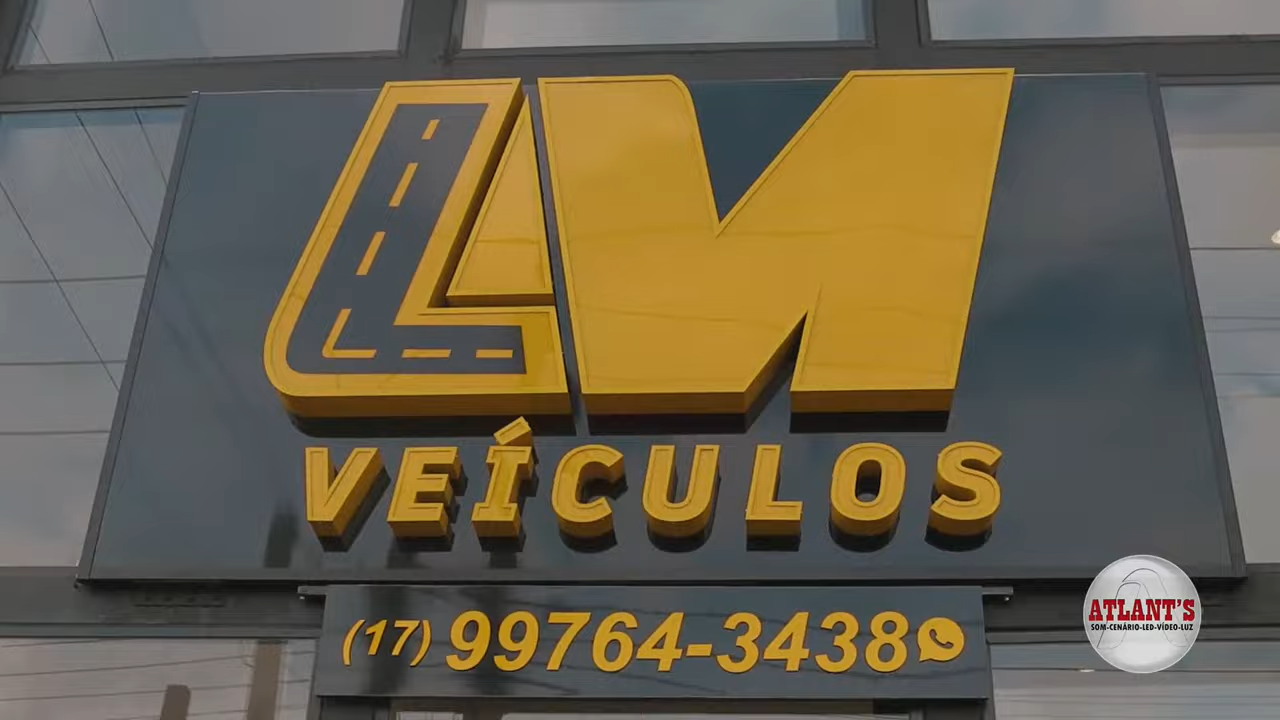 LM
VEÍCULOS
(17) 99764-3438
ATLANT'S
SOM-CENÁRIO-LED-VÍDEO-LUZ